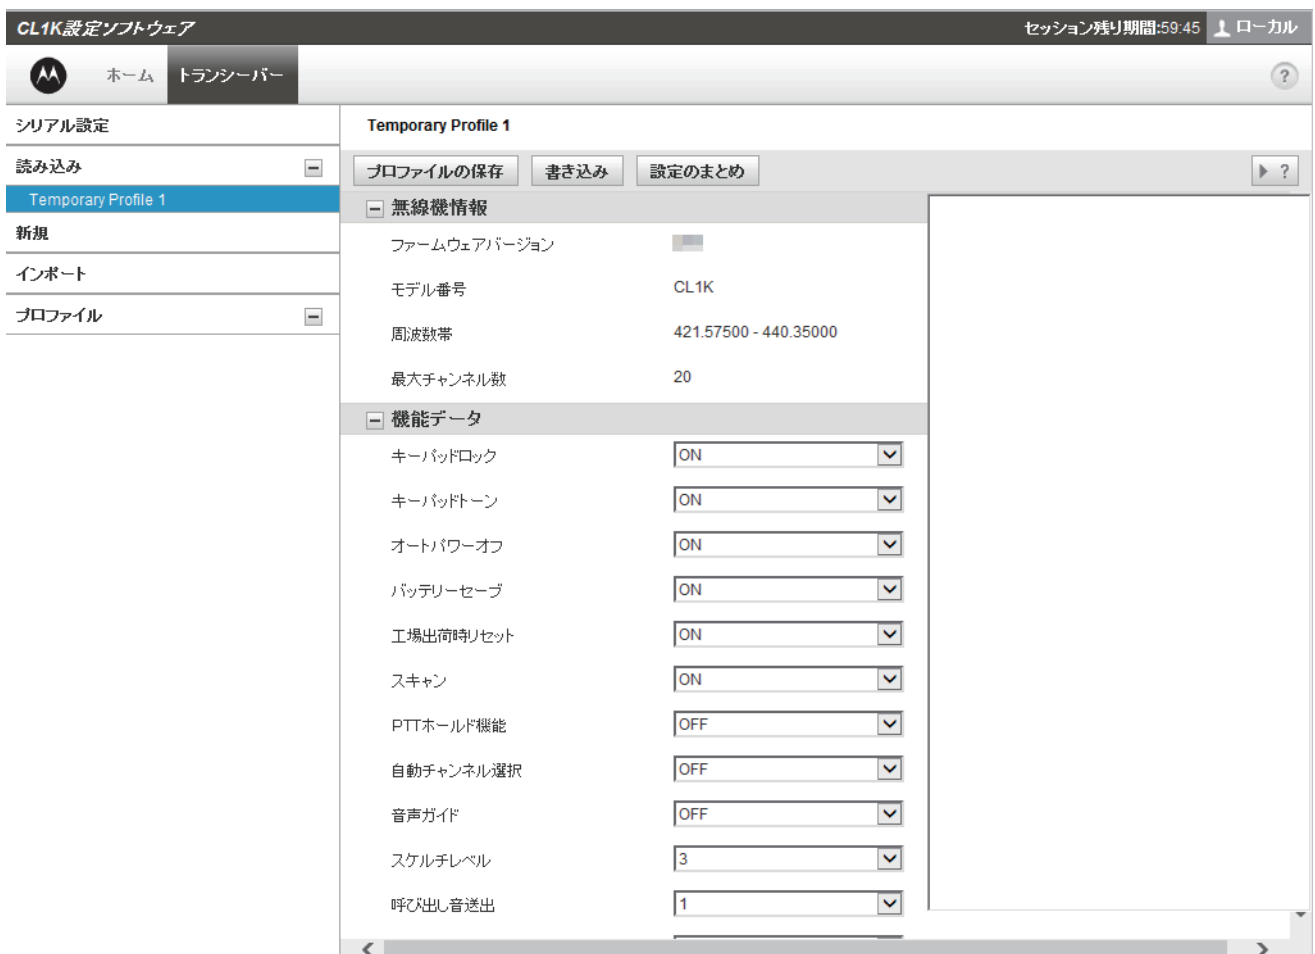 CL1K設定ソフトウェア
セッション残り期間:59:45 ローカル
ホーム トランシーバー ?
シリアル設定
読み込み
Temporary Profile 1
新規
インポート
プロファイル
Temporary Profile 1
プロファイルの保存 書き込み 設定のまとめ ?
無線機情報
ファームウェアバージョン
モデル番号 CL1K
周波数帯 421.57500 - 440.35000
最大チャンネル数 20
機能データ
キーパッドロック ON
キーパッドトーン ON
オートパワーオフ ON
バッテリーセーブ ON
工場出荷時リセット ON
スキャン ON
PTTホールド機能 OFF
自動チャンネル選択 OFF
音声ガイド OFF
スケルチレベル 3
呼び出し音送出 1